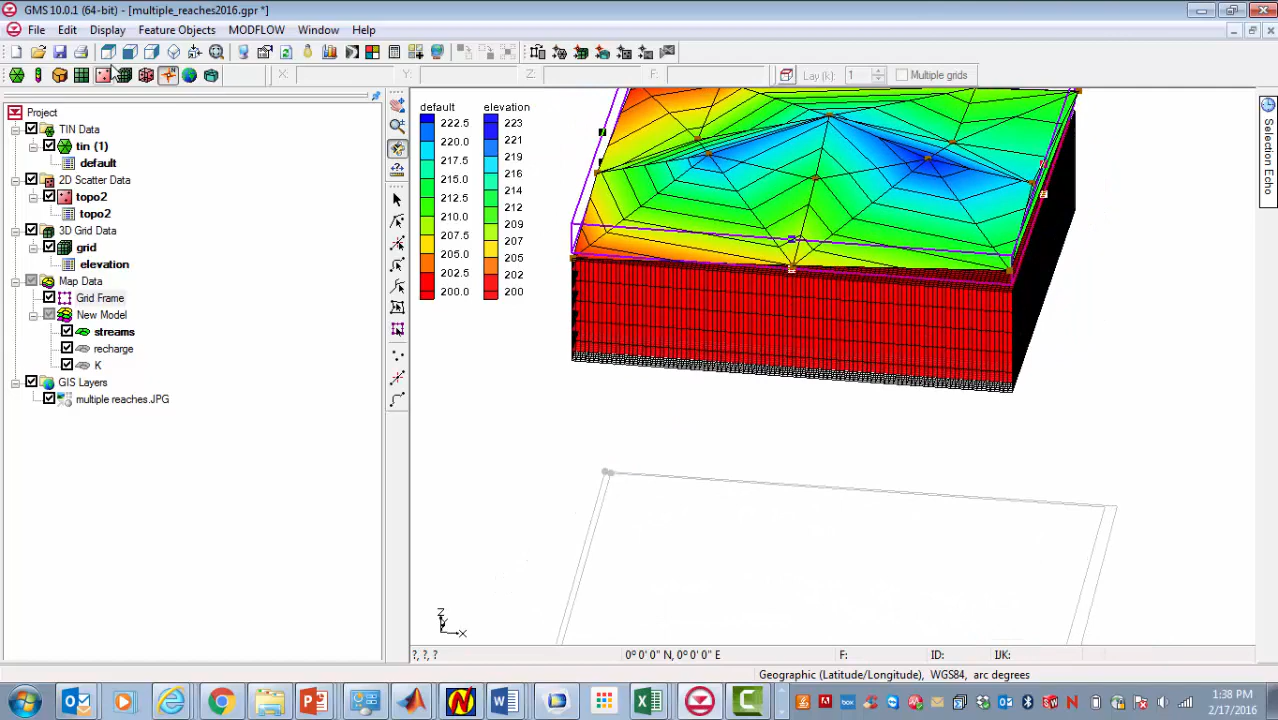 GMS 10.0.1 (64-bit) - [multiple_reaches2016.gpr *]
File Edit Display Feature Objects MODFLOW Window Help
X: Y: Z: F: Lay (k): 1 Multiple grids
Project
TIN Data
tin (1)
default
2D Scatter Data
topo2
topo2
3D Grid Data
grid
elevation
Map Data
Grid Frame
New Model
streams
recharge
K
GIS Layers
multiple reaches.JPG
default elevation
222.5 223
220.0 221
217.5 219
215.0 216
212.5 214
210.0 212
207.5 209
205.0 207
202.5 205
200.0 202
200
Z
Y
X
Selection Echo
?, ?, ? 0º 0' 0" N, 0º 0' 0" E F: ID: IJK:
Geographic (Latitude/Longitude), WGS84, arc degrees
1:38 PM
2/17/2016